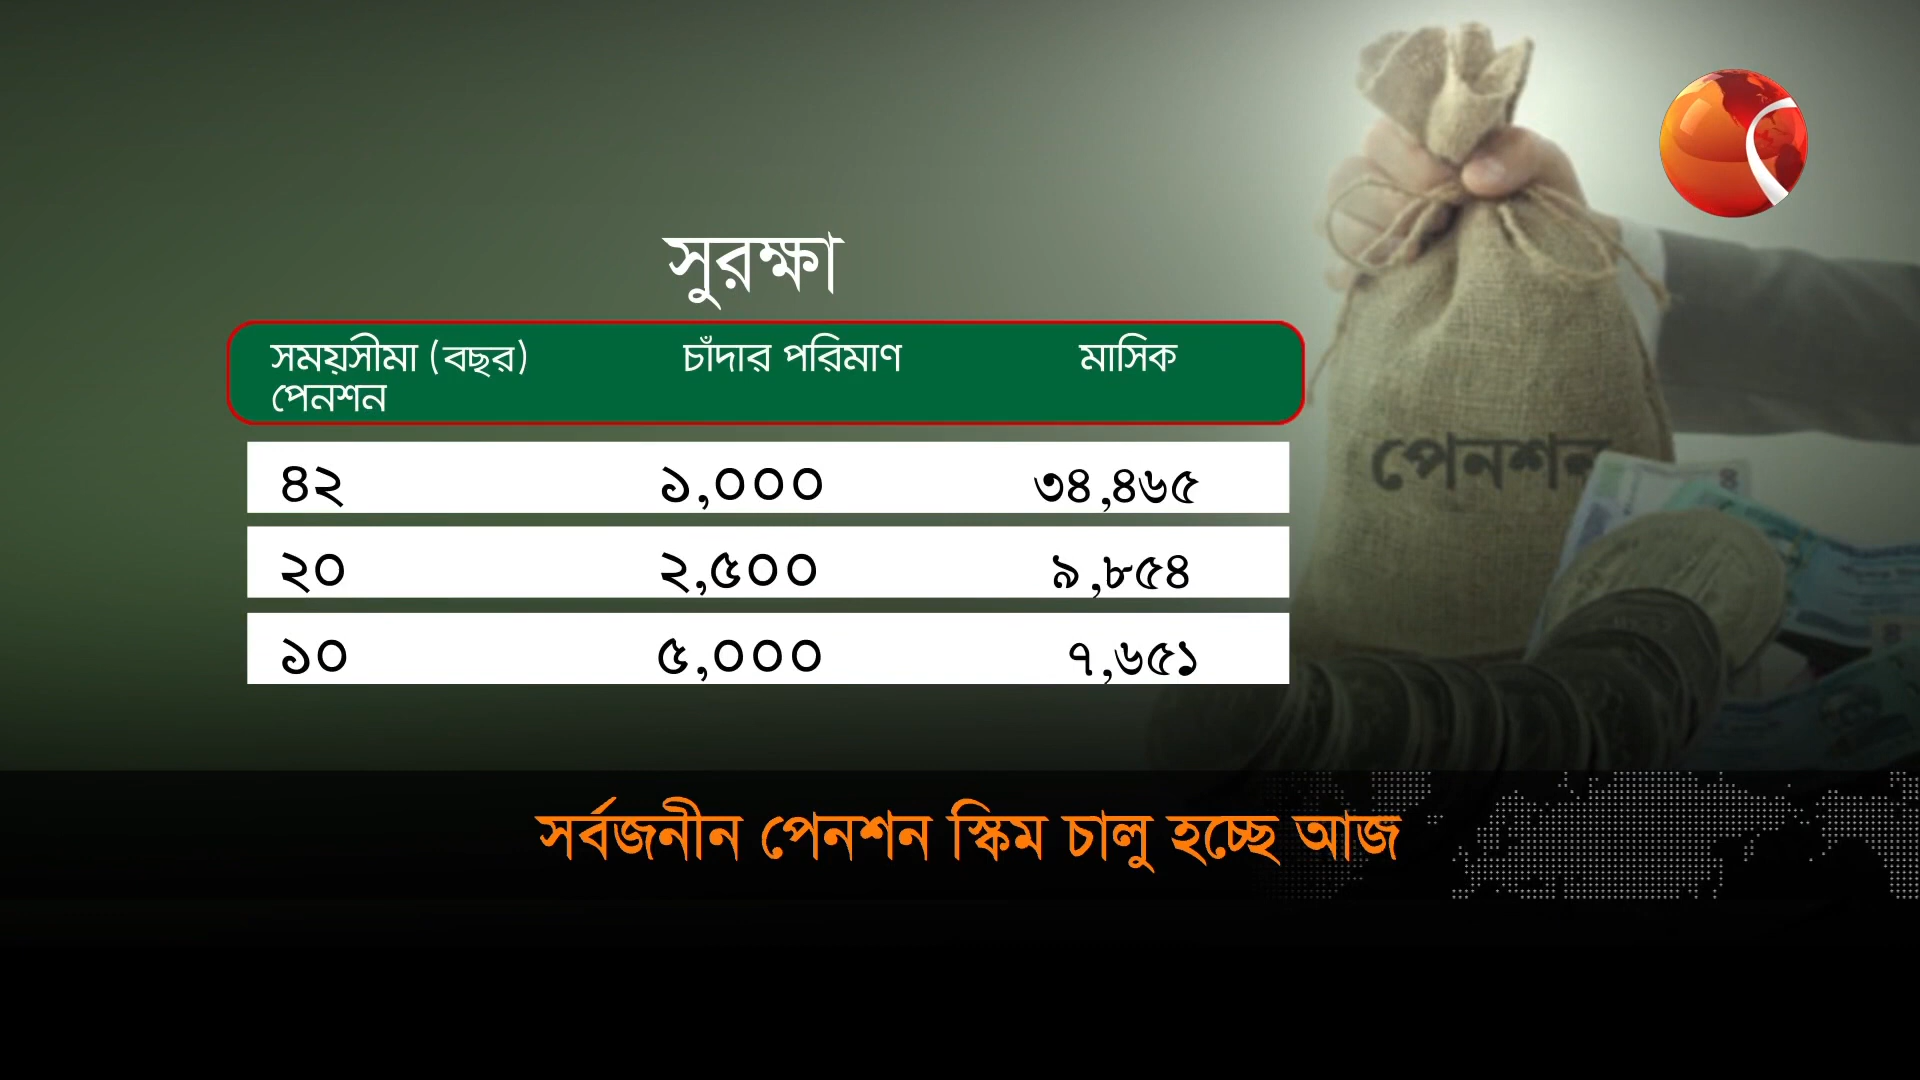 সুরক্ষা
সময়সীমা (বছর) চাঁদার পরিমাণ মাসিক
পেনশন
৪২ ১,০০০ ৩৪,৪৬৫
২০ ২,৫০০ ৯,৮৫৪
১০ ৫,০০০ ৭,৬৫১
পেনশন
সর্বজনীন পেনশন স্কিম চালু হচ্ছে আজ